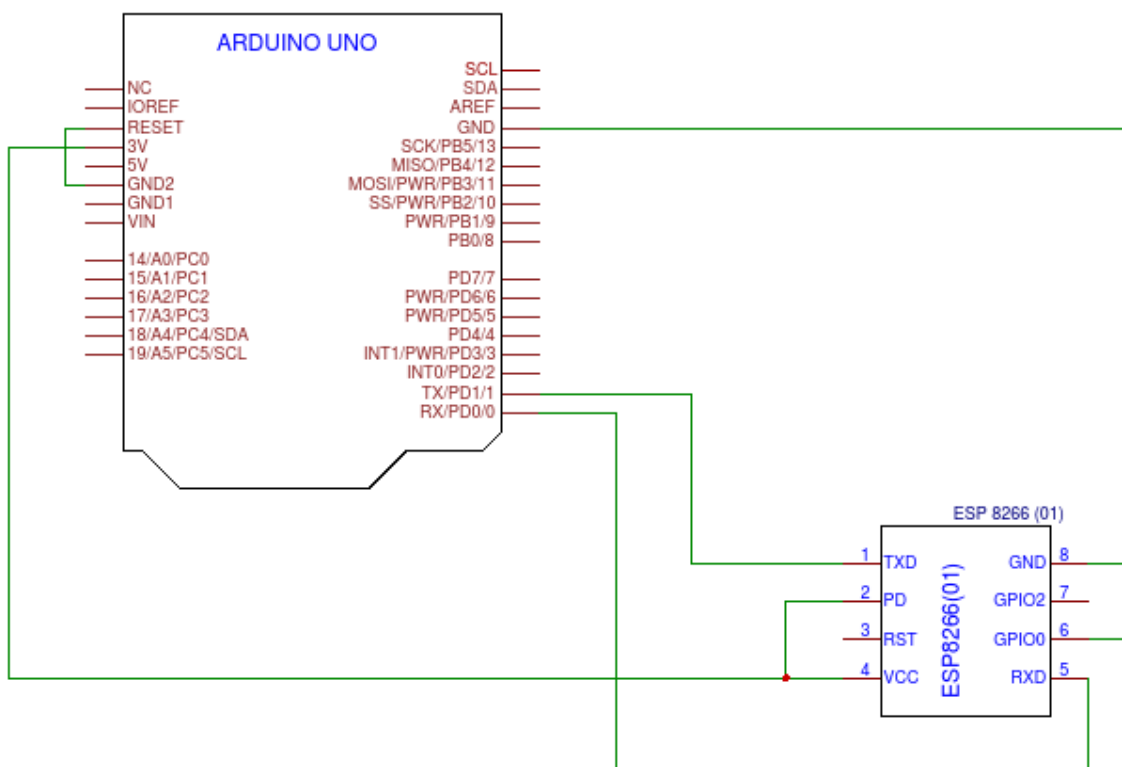 ARDUINO UNO
NC
IOREF
RESET
3V
5V
GND2
GND1
VIN
14/A0/PC0
15/A1/PC1
16/A2/PC2
17/A3/PC3
18/A4/PC4/SDA
19/A5/PC5/SCL
SCL
SDA
AREF
GND
SCK/PB5/13
MISO/PB4/12
MOSI/PWR/PB3/11
SS/PWR/PB2/10
PWR/PB1/9
PB0/8
PD7/7
PWR/PD6/6
PWR/PD5/5
PD4/4
INT1/PWR/PD3/3
INT0/PD2/2
TX/PD1/1
RX/PD0/0
ESP 8266 (01)
ESP8266(01)
1 TXD
2 PD
3 RST
4 VCC
GND 8
GPIO2 7
GPIO0 6
RXD 5